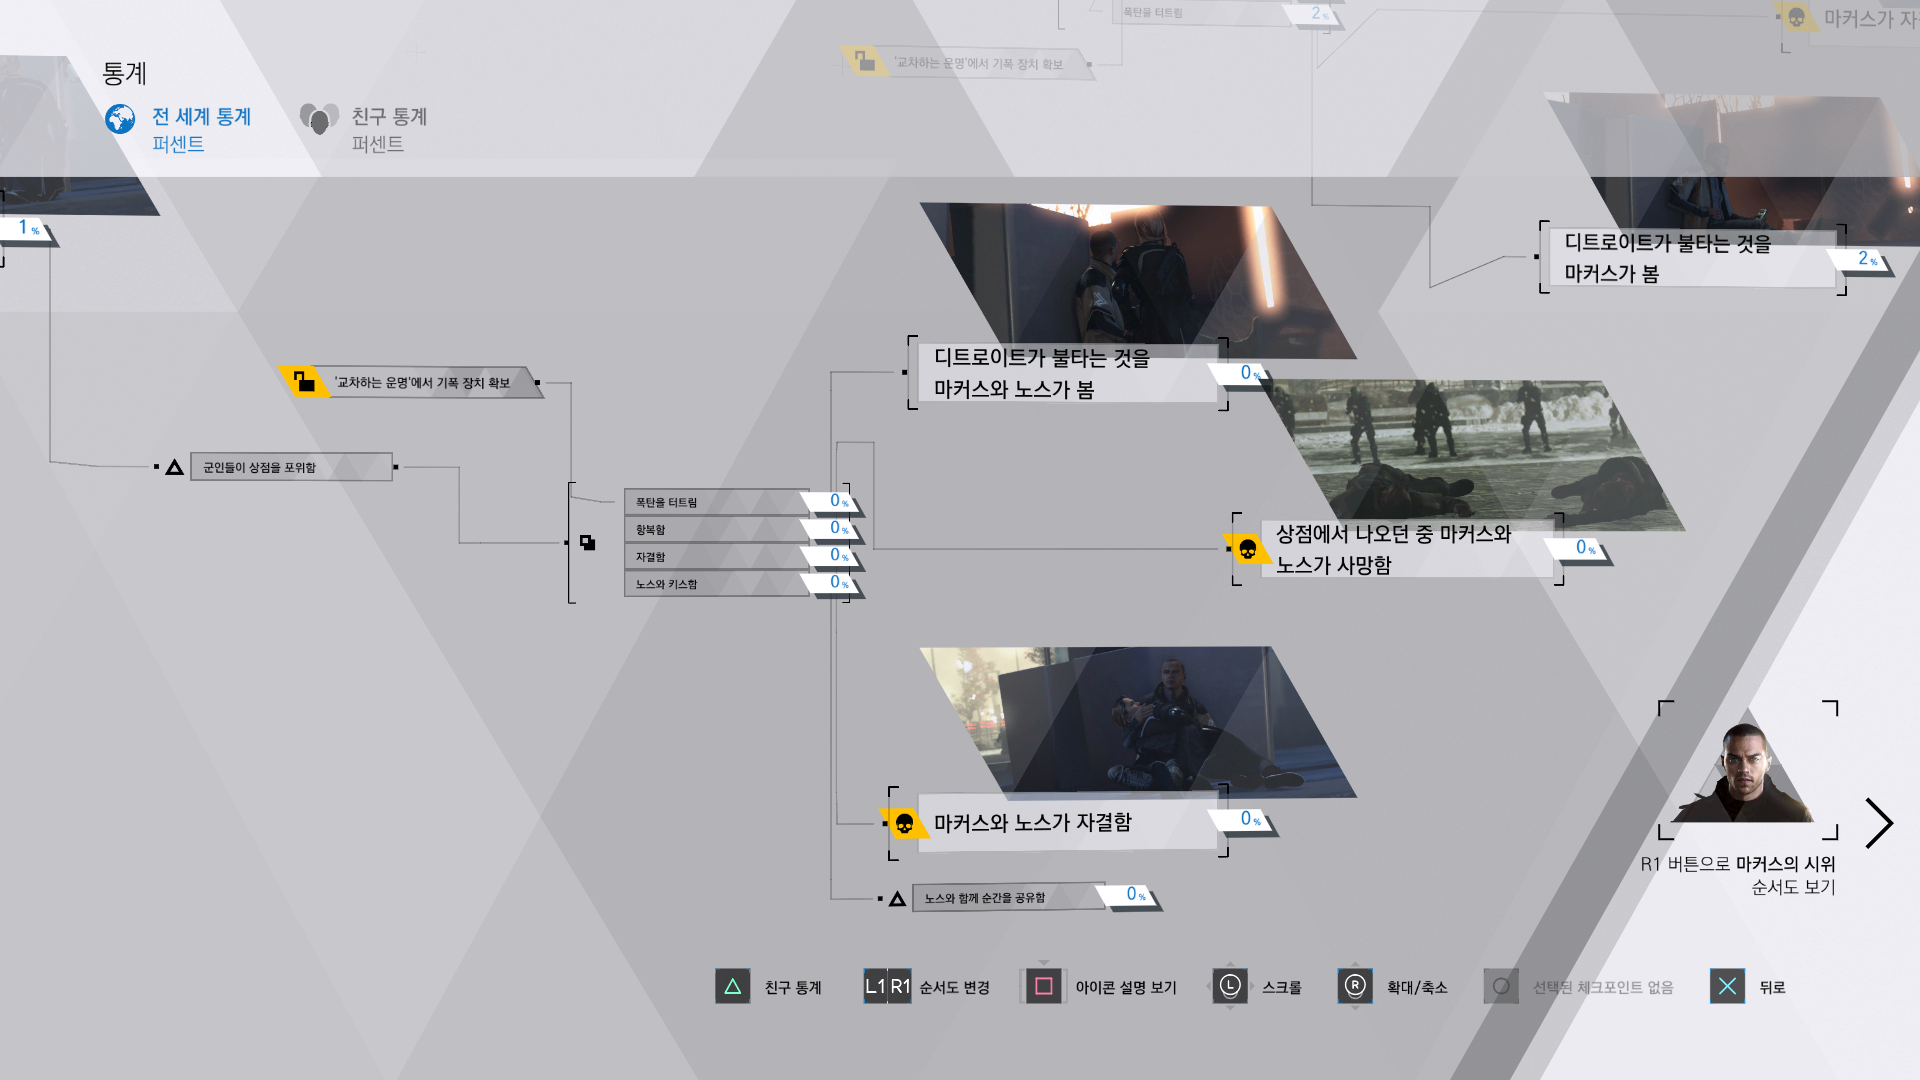 폭탄을 터트림
2%
마커스가 자
'교차하는 운명'에서 기폭 장치 확보
통계
전 세계 통계
퍼센트
친구 통계
퍼센트
1%
디트로이트가 불타는 것을
마커스가 봄
2%
디트로이트가 불타는 것을
마커스와 노스가 봄
0%
'교차하는 운명'에서 기폭 장치 확보
군인들이 상점을 포위함
폭탄을 터트림
0%
항복함
0%
자결함
0%
노스와 키스함
0%
상점에서 나오던 중 마커스와
노스가 사망함
0%
마커스와 노스가 자결함
0%
노스와 함께 순간을 공유함
0%
R1 버튼으로 마커스의 시위
순서도 보기
친구 통계
L1 R1 순서도 변경
아이콘 설명 보기
L 스크롤
R 확대/축소
선택된 체크포인트 없음
뒤로